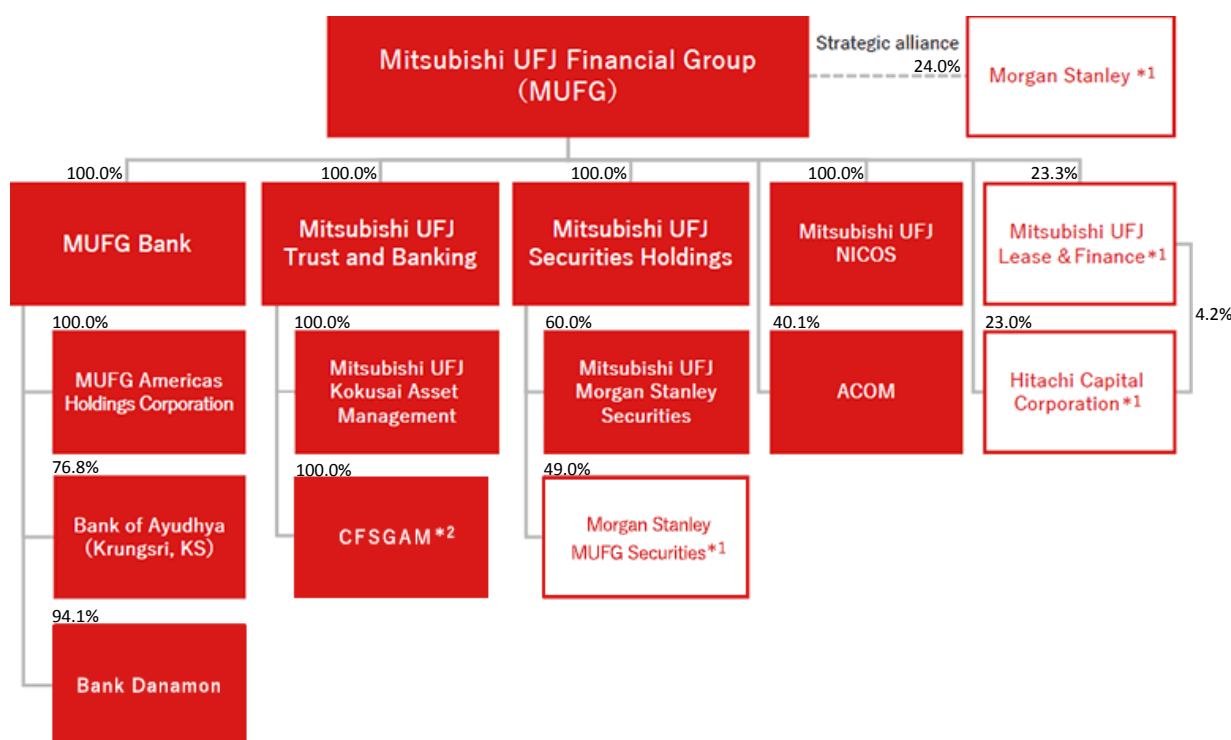 Mitsubishi UFJ Financial Group
(MUFG)
Strategic alliance
24.0%
Morgan Stanley *1
100.0%
100.0%
100.0%
100.0%
23.3%
MUFG Bank
Mitsubishi UFJ
Trust and Banking
Mitsubishi UFJ
Securities Holdings
Mitsubishi UFJ
NICOS
Mitsubishi UFJ
Lease & Finance*1
4.2%
100.0%
100.0%
60.0%
40.1%
23.0%
MUFG Americas
Holdings Corporation
Mitsubishi UFJ
Kokusai Asset
Management
Mitsubishi UFJ
Morgan Stanley
Securities
ACOM
Hitachi Capital
Corporation*1
76.8%
100.0%
49.0%
Bank of Ayudhya
(Krungsri, KS)
CFSGAM*2
Morgan Stanley
MUFG Securities*1
94.1%
Bank Danamon